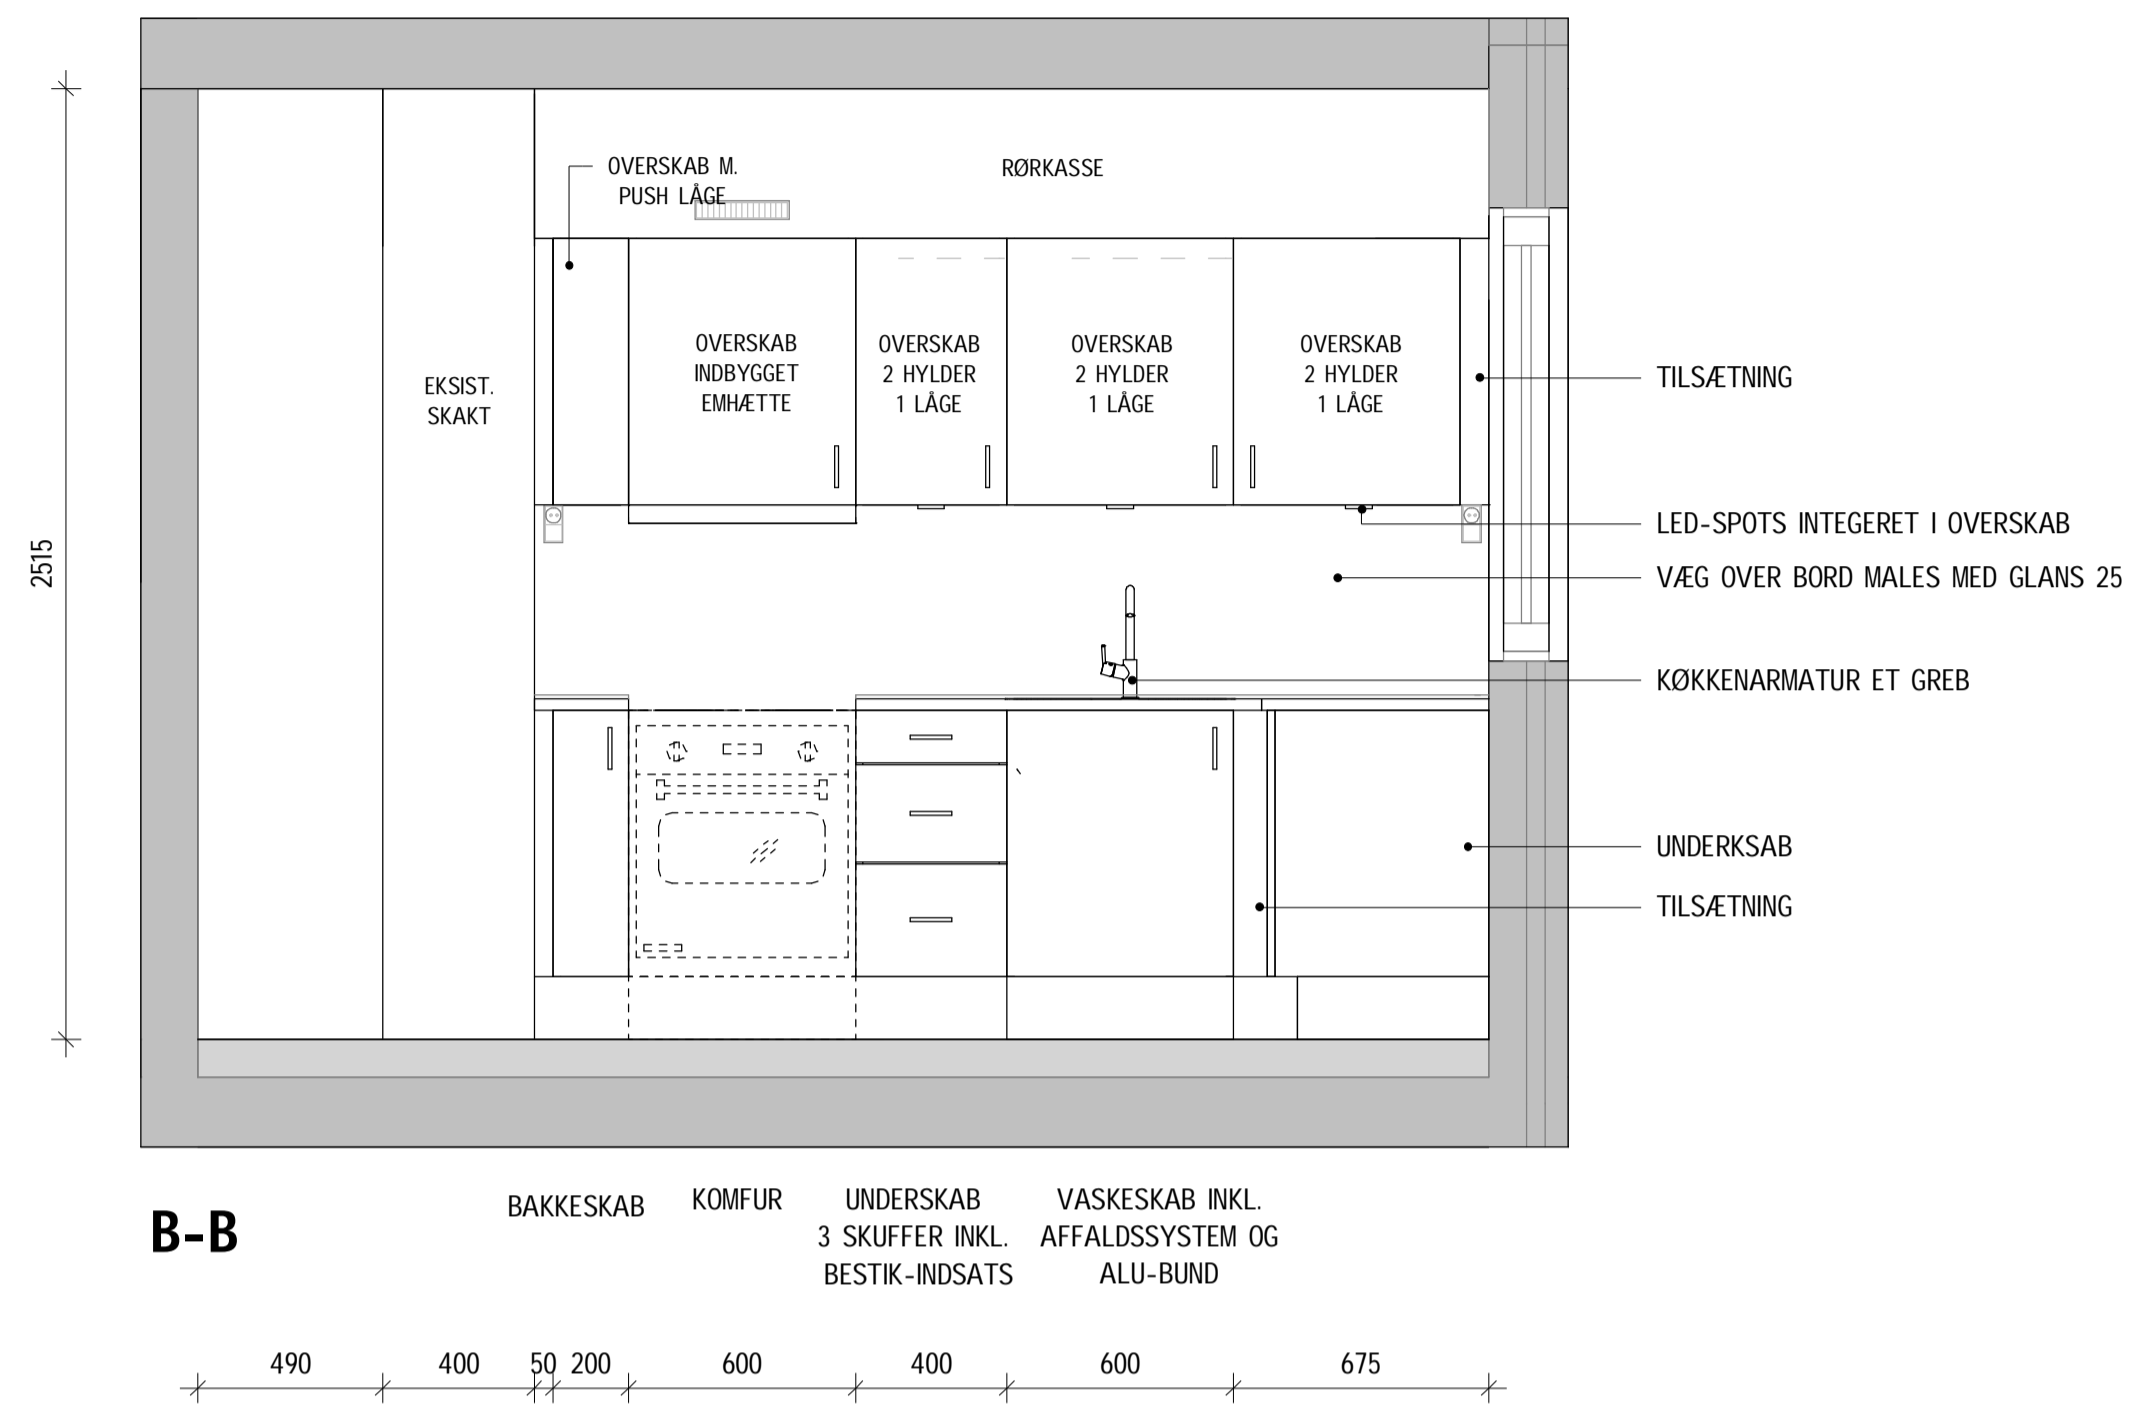 OVERSKAB M.
PUSH LÅGE
RØRKASSE
EKSIST.
SKAKT
OVERSKAB
INDBYGGET
EMHÆTTE
OVERSKAB
2 HYLDER
1 LÅGE
OVERSKAB
2 HYLDER
1 LÅGE
OVERSKAB
2 HYLDER
1 LÅGE
TILSÆTNING
LED-SPOTS INTEGERET I OVERSKAB
VÆG OVER BORD MALES MED GLANS 25
KØKKENARMATUR ET GREB
UNDERKSAB
TILSÆTNING
2515
B-B
BAKKESKAB
KOMFUR
UNDERSKAB
3 SKUFFER INKL.
BESTIK-INDSATS
VASKESKAB INKL.
AFFALDSSYSTEM OG
ALU-BUND
490 400 50 200 600 400 600 675